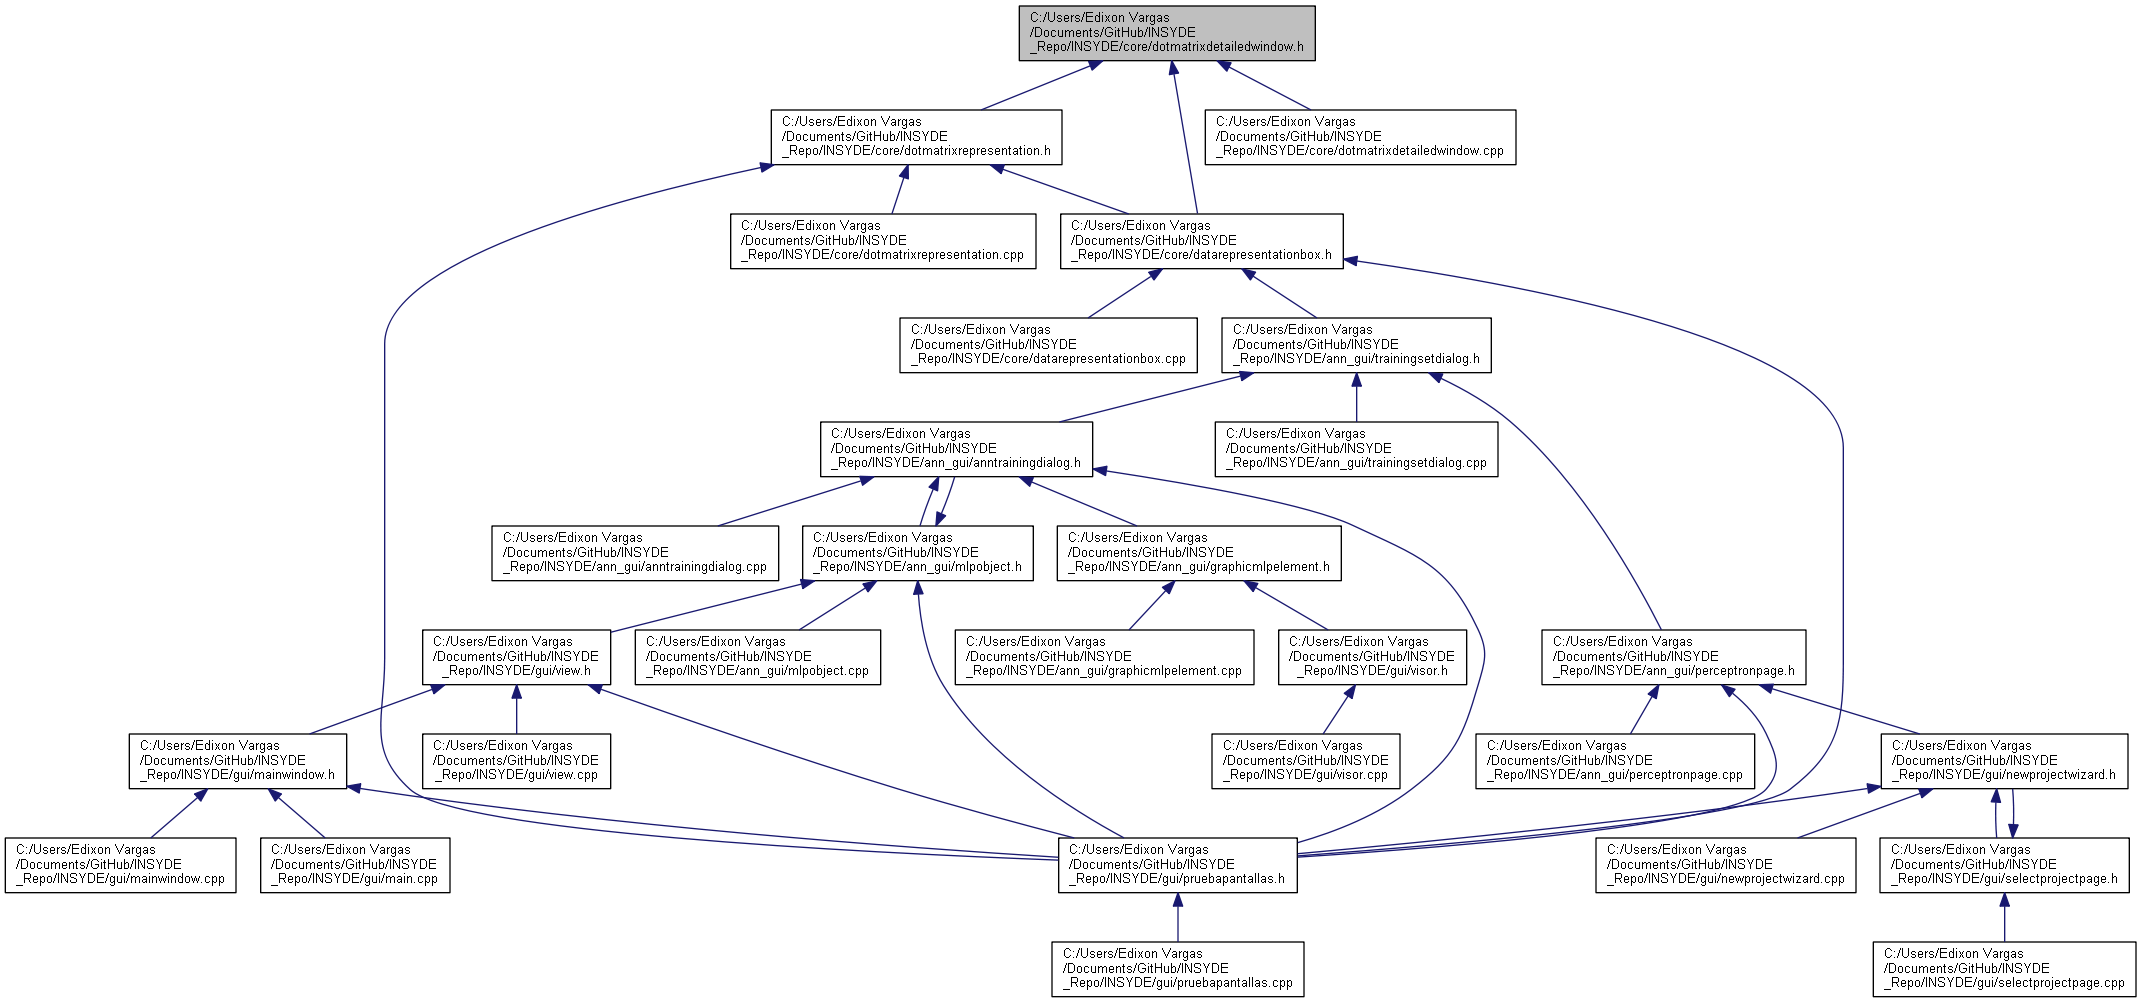 C:/Users/Edixon Vargas
/Documents/GitHub/INSYDE
_Repo/INSYDE/core/dotmatrixdetailedwindow.h
C:/Users/Edixon Vargas
/Documents/GitHub/INSYDE
_Repo/INSYDE/core/dotmatrixrepresentation.h
C:/Users/Edixon Vargas
/Documents/GitHub/INSYDE
_Repo/INSYDE/core/dotmatrixdetailedwindow.cpp
C:/Users/Edixon Vargas
/Documents/GitHub/INSYDE
_Repo/INSYDE/core/dotmatrixrepresentation.cpp
C:/Users/Edixon Vargas
/Documents/GitHub/INSYDE
_Repo/INSYDE/core/datarepresentationbox.h
C:/Users/Edixon Vargas
/Documents/GitHub/INSYDE
_Repo/INSYDE/core/datarepresentationbox.cpp
C:/Users/Edixon Vargas
/Documents/GitHub/INSYDE
_Repo/INSYDE/ann_gui/trainingsetdialog.h
C:/Users/Edixon Vargas
/Documents/GitHub/INSYDE
_Repo/INSYDE/ann_gui/anntrainingdialog.h
C:/Users/Edixon Vargas
/Documents/GitHub/INSYDE
_Repo/INSYDE/ann_gui/trainingsetdialog.cpp
C:/Users/Edixon Vargas
/Documents/GitHub/INSYDE
_Repo/INSYDE/ann_gui/anntrainingdialog.cpp
C:/Users/Edixon Vargas
/Documents/GitHub/INSYDE
_Repo/INSYDE/ann_gui/mlpobject.h
C:/Users/Edixon Vargas
/Documents/GitHub/INSYDE
_Repo/INSYDE/ann_gui/graphicmlpelement.h
C:/Users/Edixon Vargas
/Documents/GitHub/INSYDE
_Repo/INSYDE/gui/view.h
C:/Users/Edixon Vargas
/Documents/GitHub/INSYDE
_Repo/INSYDE/ann_gui/mlpobject.cpp
C:/Users/Edixon Vargas
/Documents/GitHub/INSYDE
_Repo/INSYDE/ann_gui/graphicmlpelement.cpp
C:/Users/Edixon Vargas
/Documents/GitHub/INSYDE
_Repo/INSYDE/gui/visor.h
C:/Users/Edixon Vargas
/Documents/GitHub/INSYDE
_Repo/INSYDE/ann_gui/perceptronpage.h
C:/Users/Edixon Vargas
/Documents/GitHub/INSYDE
_Repo/INSYDE/gui/mainwindow.h
C:/Users/Edixon Vargas
/Documents/GitHub/INSYDE
_Repo/INSYDE/gui/view.cpp
C:/Users/Edixon Vargas
/Documents/GitHub/INSYDE
_Repo/INSYDE/gui/visor.cpp
C:/Users/Edixon Vargas
/Documents/GitHub/INSYDE
_Repo/INSYDE/ann_gui/perceptronpage.cpp
C:/Users/Edixon Vargas
/Documents/GitHub/INSYDE
_Repo/INSYDE/gui/newprojectwizard.h
C:/Users/Edixon Vargas
/Documents/GitHub/INSYDE
_Repo/INSYDE/gui/mainwindow.cpp
C:/Users/Edixon Vargas
/Documents/GitHub/INSYDE
_Repo/INSYDE/gui/main.cpp
C:/Users/Edixon Vargas
/Documents/GitHub/INSYDE
_Repo/INSYDE/gui/pruebapantallas.h
C:/Users/Edixon Vargas
/Documents/GitHub/INSYDE
_Repo/INSYDE/gui/newprojectwizard.cpp
C:/Users/Edixon Vargas
/Documents/GitHub/INSYDE
_Repo/INSYDE/gui/selectprojectpage.h
C:/Users/Edixon Vargas
/Documents/GitHub/INSYDE
_Repo/INSYDE/gui/pruebapantallas.cpp
C:/Users/Edixon Vargas
/Documents/GitHub/INSYDE
_Repo/INSYDE/gui/selectprojectpage.cpp